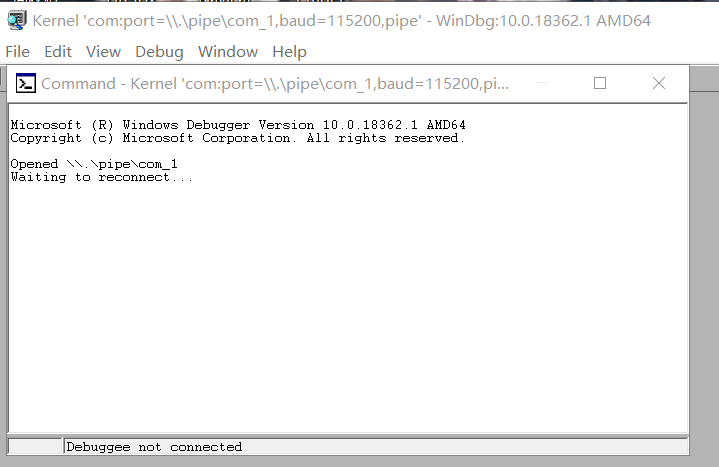 Kernel 'com:port=\\.\pipe\com_1,baud=115200,pipe' - WinDbg:10.0.18362.1 AMD64
File Edit View Debug Window Help
Command - Kernel 'com:port=\\.\pipe\com_1,baud=115200,pi...
Microsoft (R) Windows Debugger Version 10.0.18362.1 AMD64
Copyright (c) Microsoft Corporation. All rights reserved.
Opened \\.\pipe\com_1
Waiting to reconnect...
Debuggee not connected